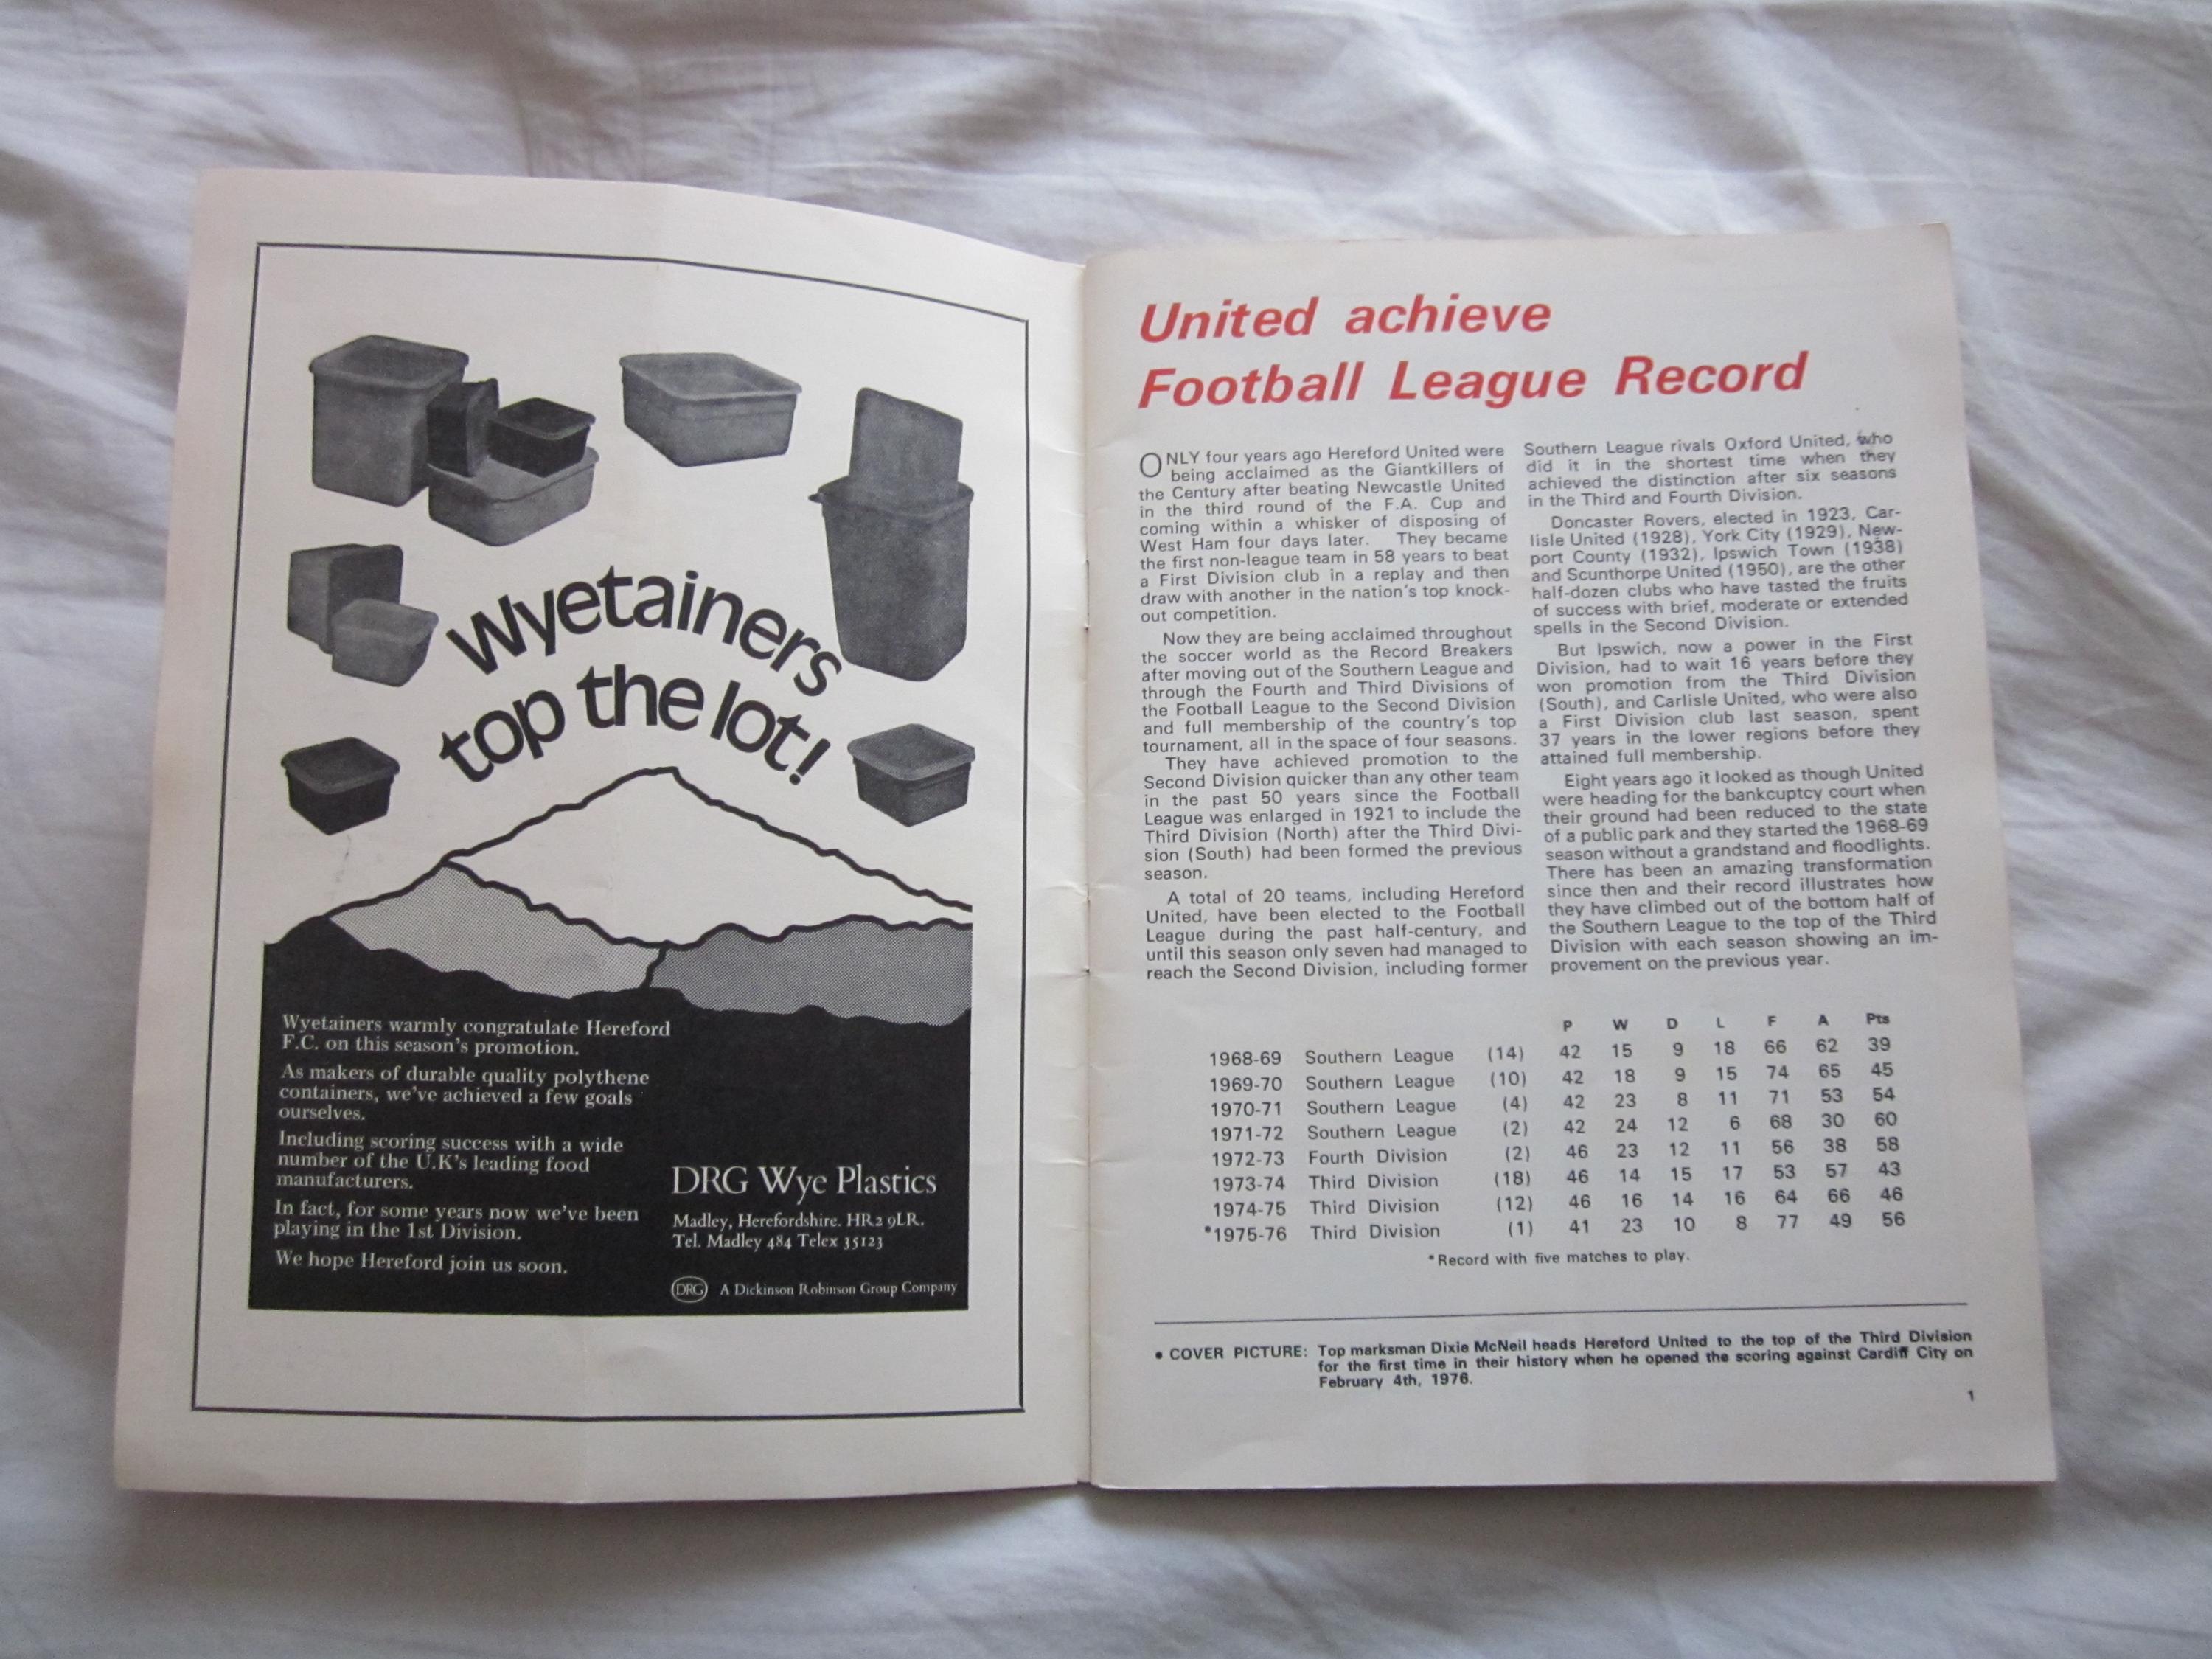 Wyetainers
top the lot!
Wyetainers warmly congratulate Hereford
F.C. on this season's promotion.
As makers of durable quality polythene
containers, we've achieved a few goals
ourselves.
Including scoring success with a wide
number of the U.K's leading food
manufacturers.
In fact, for some years now we've been
playing in the 1st Division.
We hope Hereford join us soon.
DRG Wye Plastics
Madley, Herefordshire. HR2 9LR.
Tel. Madley 484 Telex 35123
DRG A Dickinson Robinson Group Company
United achieve
Football League Record
ONLY four years ago Hereford United were
being acclaimed as the Giantkillers of
the Century after beating Newcastle United
in the third round of the F.A. Cup and
coming within a whisker of disposing of
West Ham four days later. They became
the first non-league team in 58 years to beat
a First Division club in a replay and then
draw with another in the nation's top knock-
out competition.
Now they are being acclaimed throughout
the soccer world as the Record Breakers
after moving out of the Southern League and
through the Fourth and Third Divisions of
the Football League to the Second Division
and full membership of the country's top
tournament, all in the space of four seasons.
They have achieved promotion to the
Second Division quicker than any other team
in the past 50 years since the Football
League was enlarged in 1921 to include the
Third Division (North) after the Third Divi-
sion (South) had been formed the previous
season.
A total of 20 teams, including Hereford
United, have been elected to the Football
League during the past half-century, and
until this season only seven had managed to
reach the Second Division, including former
Southern League rivals Oxford United, who
did it in the shortest time when they
achieved the distinction after six seasons
in the Third and Fourth Division.
Doncaster Rovers, elected in 1923, Car-
lisle United (1928), York City (1929), New-
port County (1932), Ipswich Town (1938)
and Scunthorpe United (1950), are the other
half-dozen clubs who have tasted the fruits
of success with brief, moderate or extended
spells in the Second Division.
But Ipswich, now a power in the First
Division, had to wait 16 years before they
won promotion from the Third Division
(South), and Carlisle United, who were also
a First Division club last season, spent
37 years in the lower regions before they
attained full membership.
Eight years ago it looked as though United
were heading for the bankcuptcy court when
their ground had been reduced to the state
of a public park and they started the 1968-69
season without a grandstand and floodlights.
There has been an amazing transformation
since then and their record illustrates how
they have climbed out of the bottom half of
the Southern League to the top of the Third
Division with each season showing an im-
provement on the previous year.
P W D L F A Pts
1968-69 Southern League (14) 42 15 9 18 66 62 39
1969-70 Southern League (10) 42 18 9 15 74 65 45
1970-71 Southern League (4) 42 23 8 11 71 53 54
1971-72 Southern League (2) 42 24 12 6 68 30 60
1972-73 Fourth Division (2) 46 23 12 11 56 38 58
1973-74 Third Division (18) 46 14 15 17 53 57 43
1974-75 Third Division (12) 46 16 14 16 64 66 46
*1975-76 Third Division (1) 41 23 10 8 77 49 56
*Record with five matches to play.
• COVER PICTURE: Top marksman Dixie McNeil heads Hereford United to the top of the Third Division
for the first time in their history when he opened the scoring against Cardiff City on
February 4th, 1976.
1